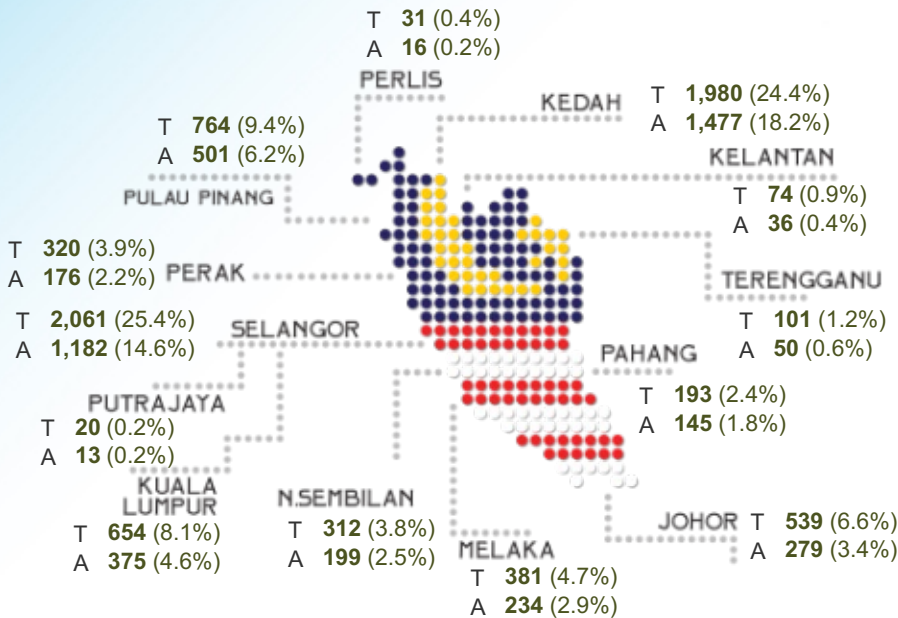 T 31 (0.4%)
A 16 (0.2%)
PERLIS
KEDAH
T 1,980 (24.4%)
A 1,477 (18.2%)
T 764 (9.4%)
A 501 (6.2%)
PULAU PINANG
KELANTAN
T 74 (0.9%)
A 36 (0.4%)
T 320 (3.9%)
A 176 (2.2%)
PERAK
TERENGGANU
T 101 (1.2%)
A 50 (0.6%)
T 2,061 (25.4%)
A 1,182 (14.6%)
SELANGOR
PAHANG
T 193 (2.4%)
A 145 (1.8%)
PUTRAJAYA
T 20 (0.2%)
A 13 (0.2%)
KUALA
LUMPUR
T 654 (8.1%)
A 375 (4.6%)
N.SEMBILAN
T 312 (3.8%)
A 199 (2.5%)
MELAKA
T 381 (4.7%)
A 234 (2.9%)
JOHOR
T 539 (6.6%)
A 279 (3.4%)